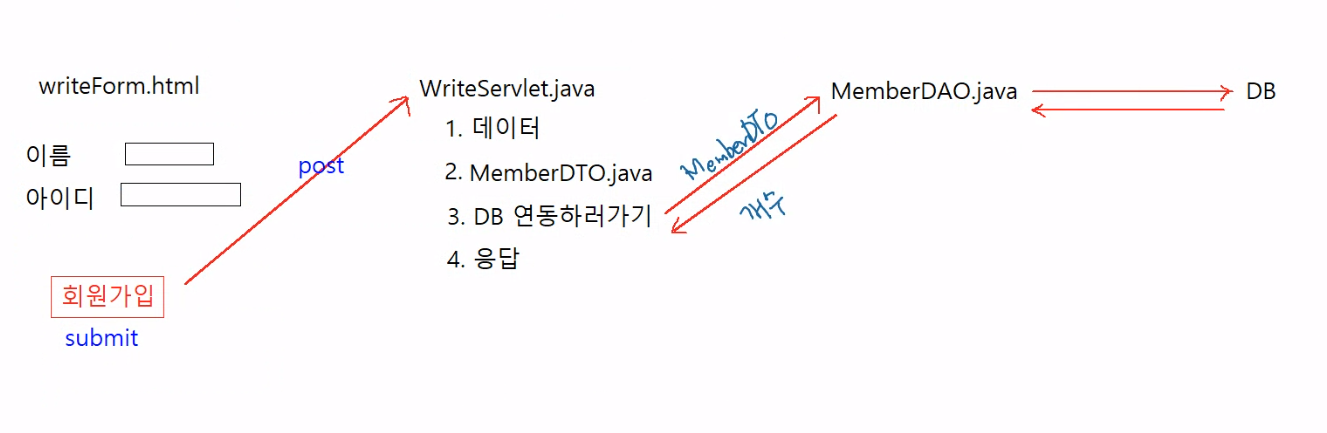 writeForm.html
이름
아이디
회원가입
submit
post
WriteServlet.java
1. 데이터
2. MemberDTO.java
3. DB 연동하러가기
4. 응답
MemberDTO
개수
MemberDAO.java
DB